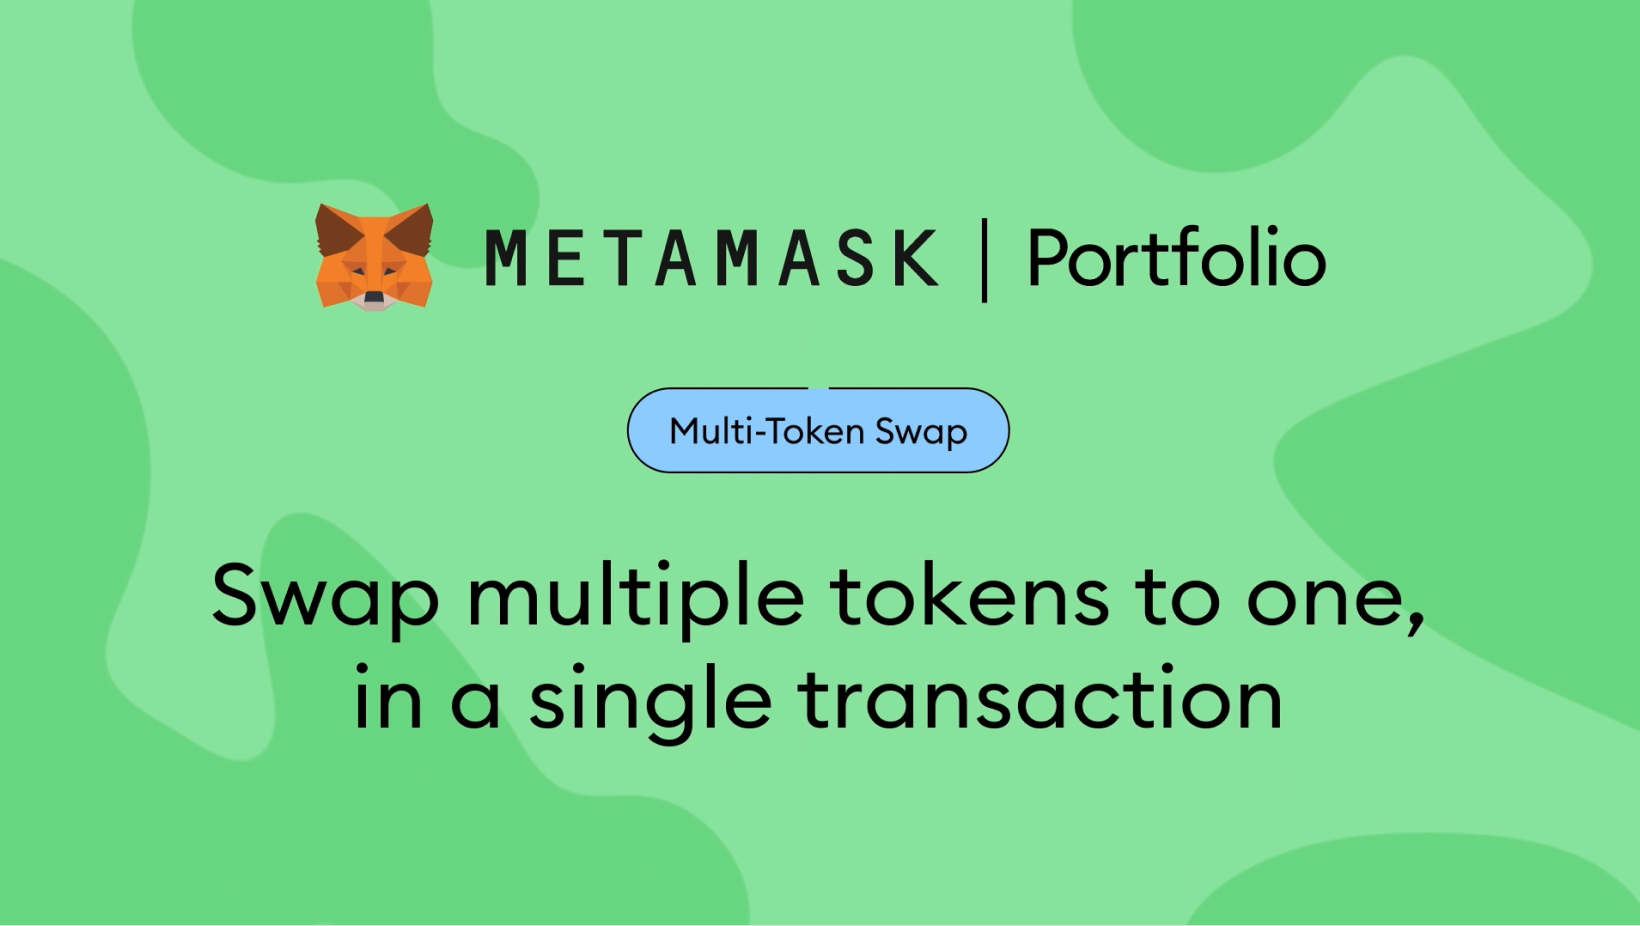 METAMASK | Portfolio
Multi-Token Swap
Swap multiple tokens to one,
in a single transaction